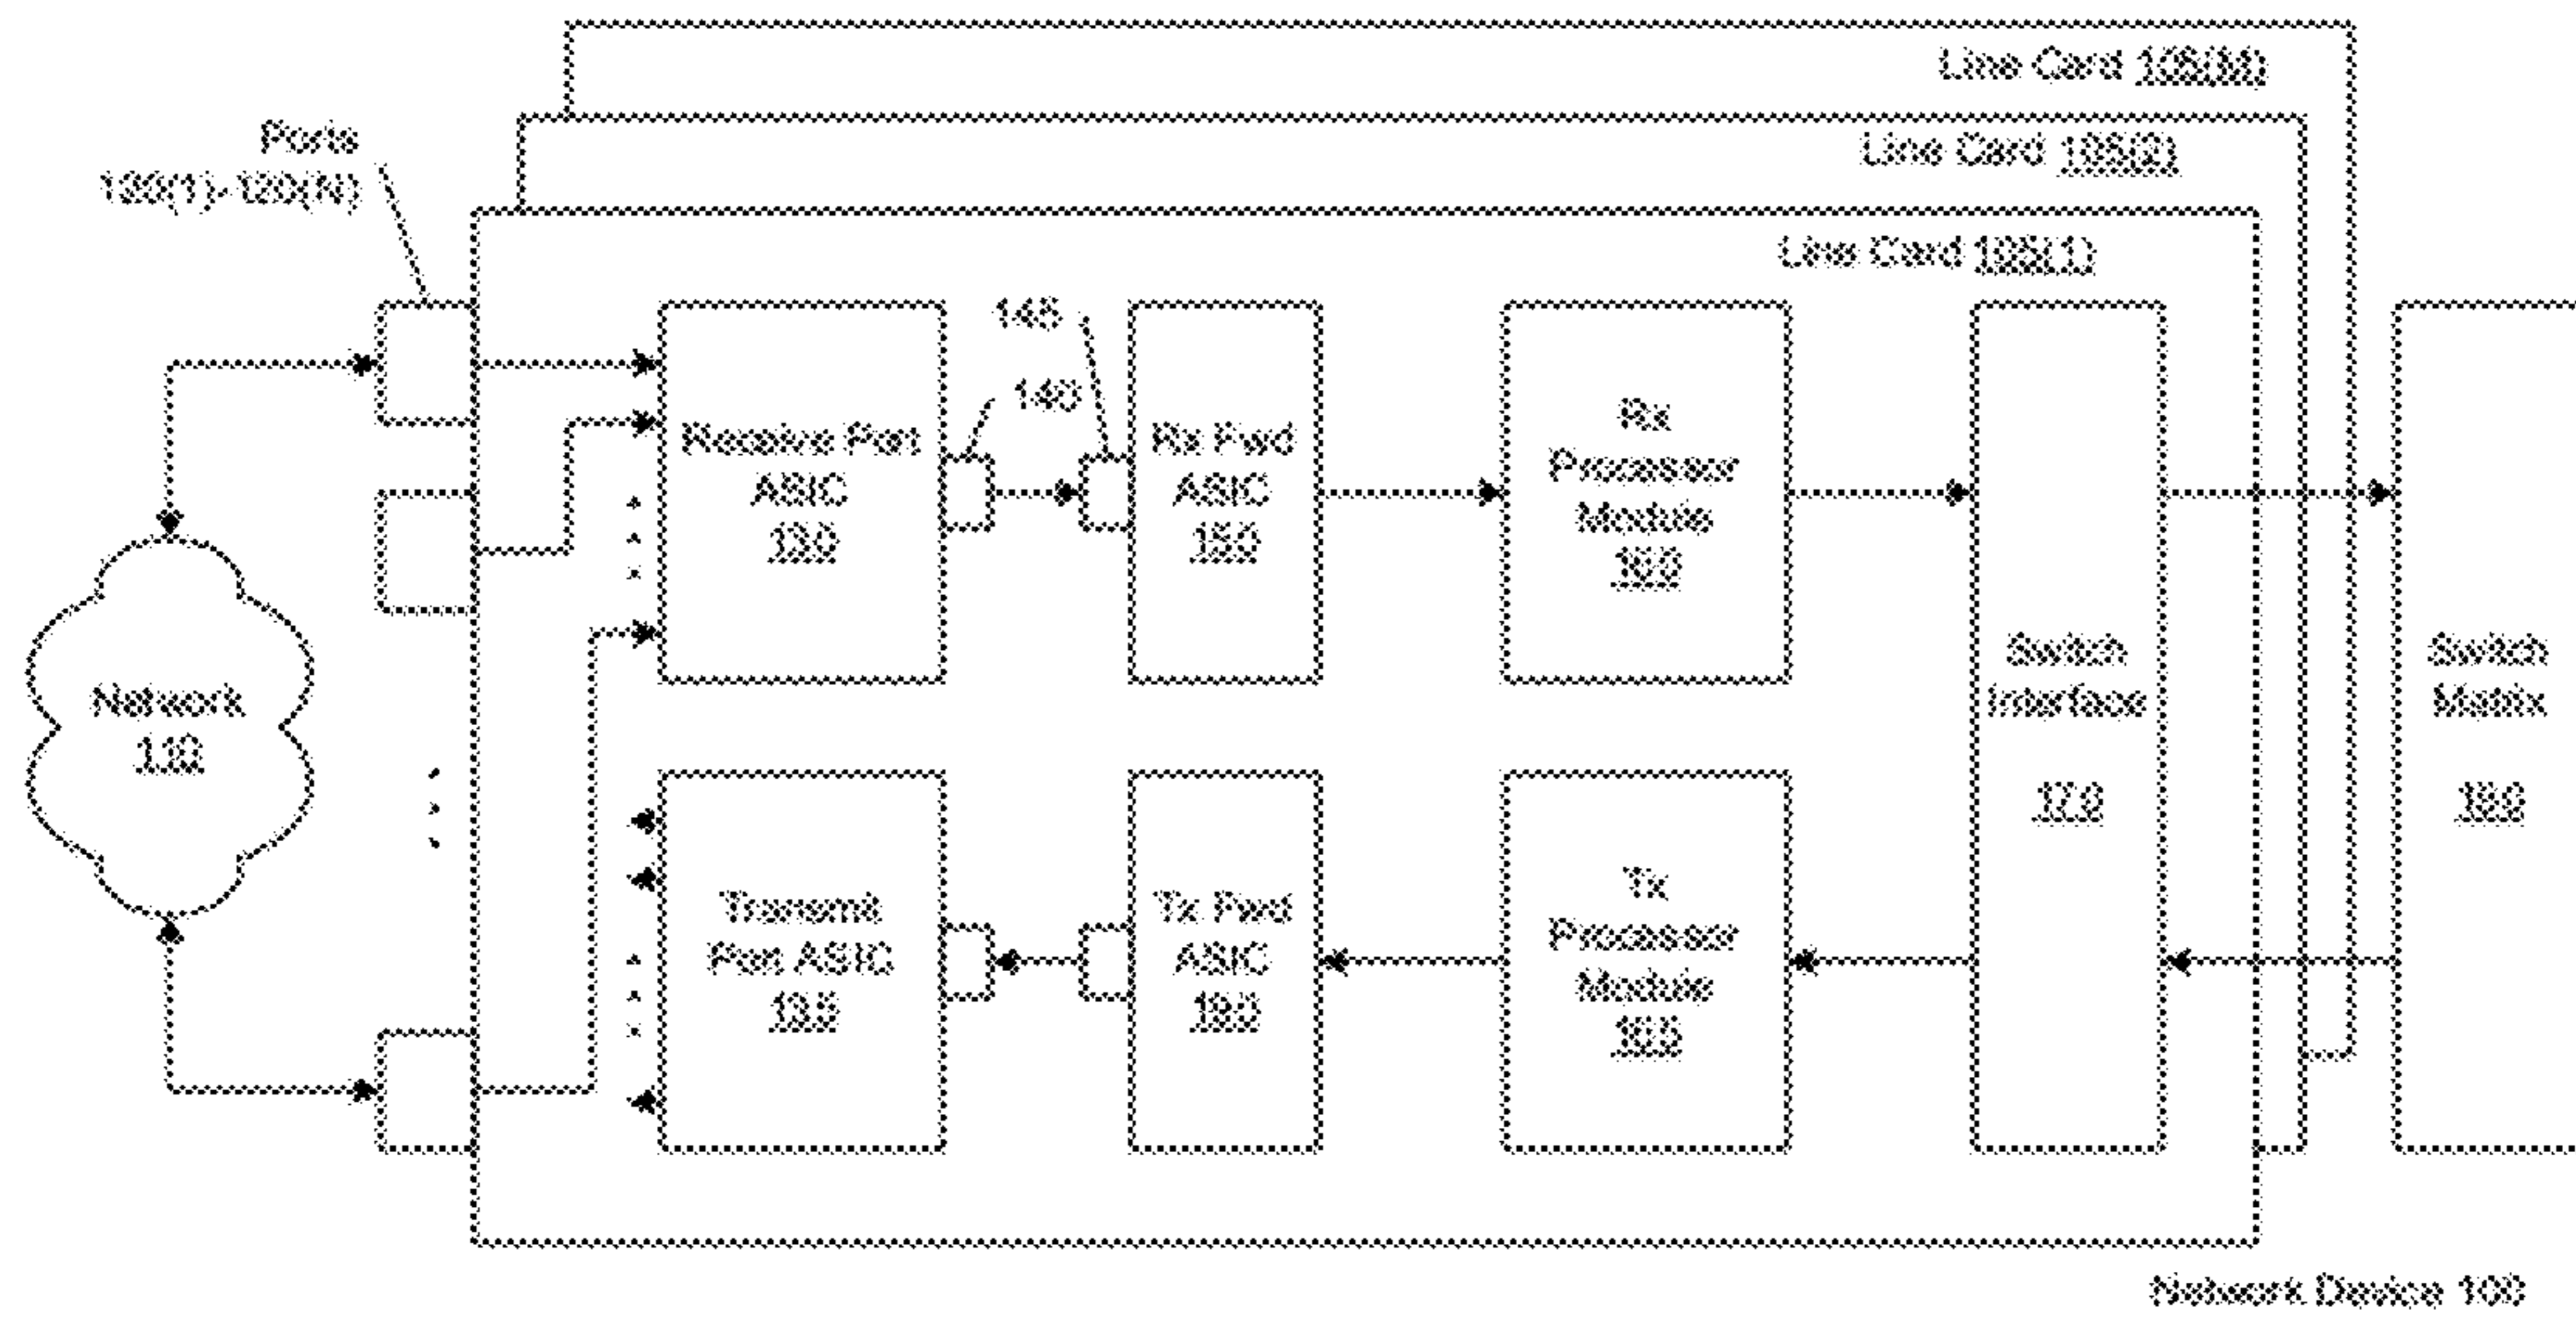 Line Card 105(M)
Line Card 105(2)
Line Card 105(1)
Ports
120(1)-120(N)
145
140
Receive Port
ASIC
130
Rx Fwd
ASIC
150
Rx
Processor
Module
160
Switch
Interface
170
Switch
Matrix
180
Network
110
Transmit
Port ASIC
135
Tx Fwd
ASIC
190
Tx
Processor
Module
165
Network Device 100